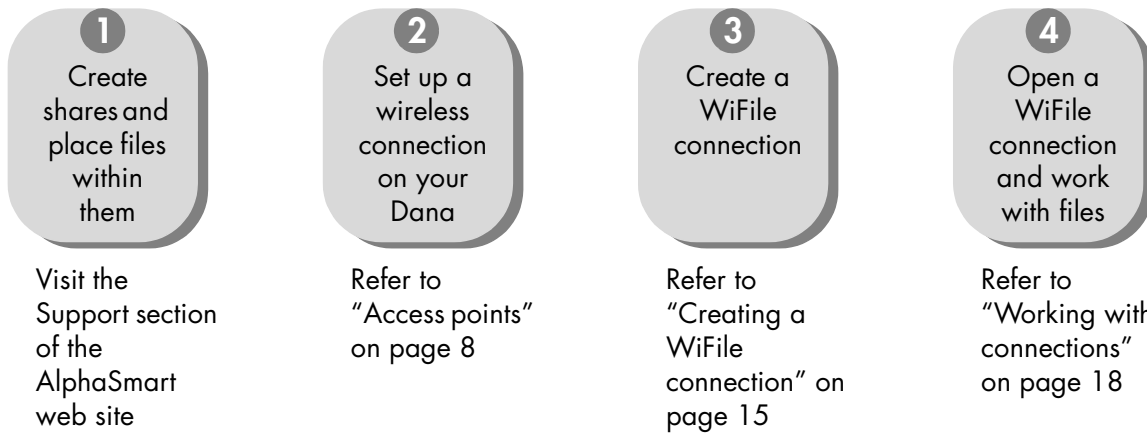 1
Create
shares and
place files
within
them
Visit the
Support section
of the
AlphaSmart
web site
2
Set up a
wireless
connection
on your
Dana
Refer to
“Access points”
on page 8
3
Create a
WiFile
connection
Refer to
“Creating a
WiFile
connection” on
page 15
4
Open a
WiFile
connection
and work
with files
Refer to
“Working with
connections”
on page 18